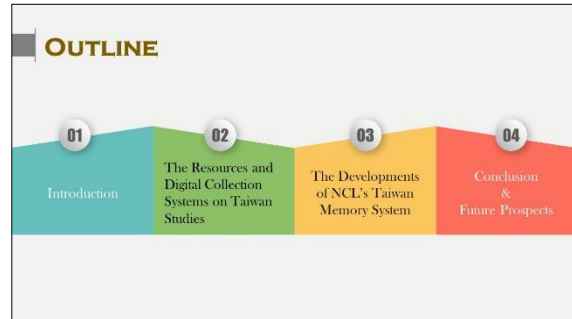 OUTLINE
01
Introduction
02
The Resources and
Digital Collection
Systems on Taiwan
Studies
03
The Developments
of NCL's Taiwan
Memory System
04
Conclusion
&
Future Prospects